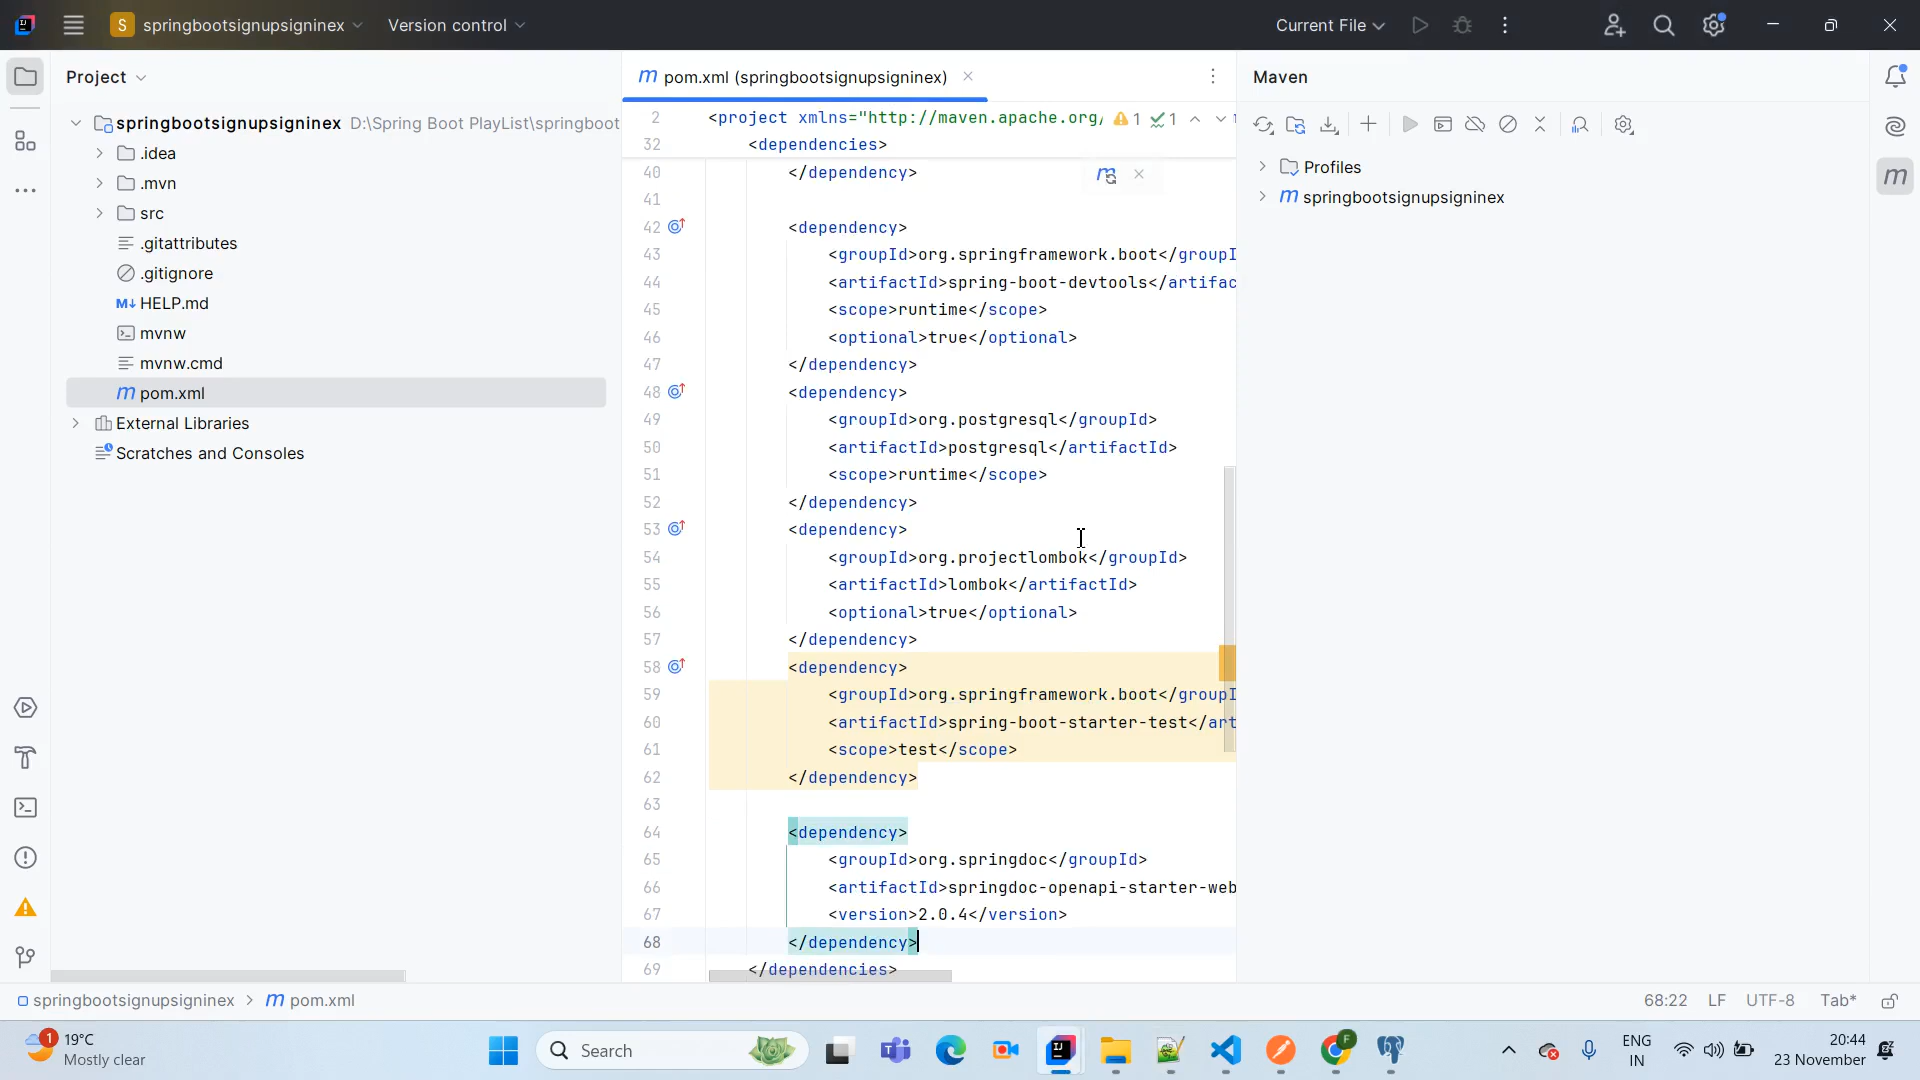 S springbootsignupsigninex Version control Current File
Project
pom.xml (springbootsignupsigninex)
Maven
springbootsignupsigninex D:\Spring Boot PlayList\springboot
.idea
.mvn
src
.gitattributes
.gitignore
M↓ HELP.md
mvnw
mvnw.cmd
m pom.xml
External Libraries
Scratches and Consoles
2 <project xmlns="http://maven.apache.org/ 1 1
32 <dependencies>
40 </dependency>
41
42 <dependency>
43 <groupId>org.springframework.boot</groupI
44 <artifactId>spring-boot-devtools</artifac
45 <scope>runtime</scope>
46 <optional>true</optional>
47 </dependency>
48 <dependency>
49 <groupId>org.postgresql</groupId>
50 <artifactId>postgresql</artifactId>
51 <scope>runtime</scope>
52 </dependency>
53 <dependency>
54 <groupId>org.projectlombok</groupId>
55 <artifactId>lombok</artifactId>
56 <optional>true</optional>
57 </dependency>
58 <dependency>
59 <groupId>org.springframework.boot</groupI
60 <artifactId>spring-boot-starter-test</art
61 <scope>test</scope>
62 </dependency>
63
64 <dependency>
65 <groupId>org.springdoc</groupId>
66 <artifactId>springdoc-openapi-starter-web
67 <version>2.0.4</version>
68 </dependency>
69 </dependencies>
Profiles
m springbootsignupsigninex
springbootsignupsigninex > m pom.xml
68:22 LF UTF-8 Tab*
1 19°C
Mostly clear
Search
ENG
IN
20:44
23 November